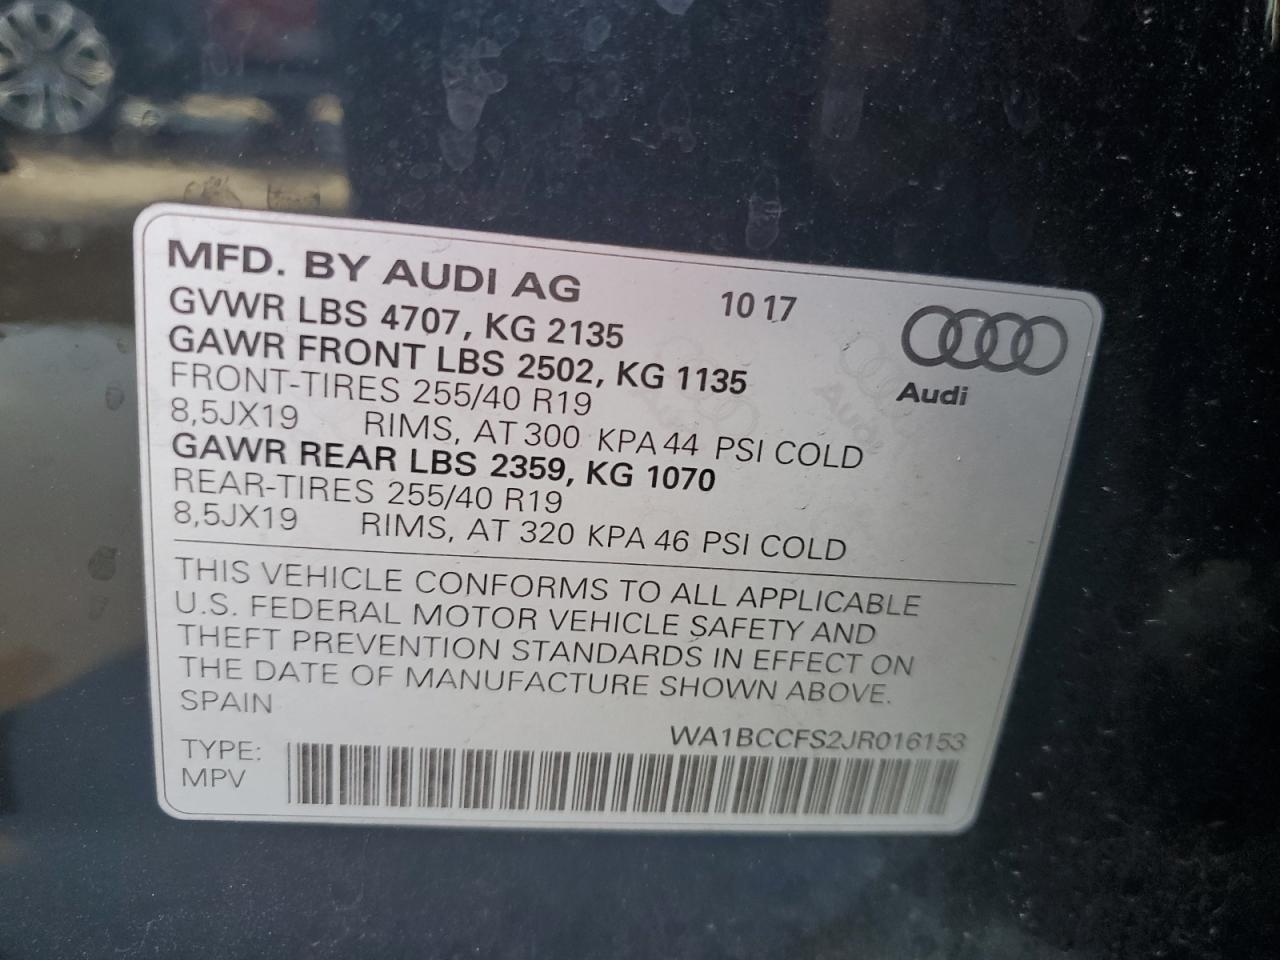 MFD. BY AUDI AG 10 17
GVWR LBS 4707, KG 2135
GAWR FRONT LBS 2502, KG 1135
FRONT-TIRES 255/40 R19
8,5JX19 RIMS, AT 300 KPA 44 PSI COLD
GAWR REAR LBS 2359, KG 1070
REAR-TIRES 255/40 R19
8,5JX19 RIMS, AT 320 KPA 46 PSI COLD
Audi
THIS VEHICLE CONFORMS TO ALL APPLICABLE
U.S. FEDERAL MOTOR VEHICLE SAFETY AND
THEFT PREVENTION STANDARDS IN EFFECT ON
THE DATE OF MANUFACTURE SHOWN ABOVE.
SPAIN
WA1BCCFS2JR016153
TYPE:
MPV